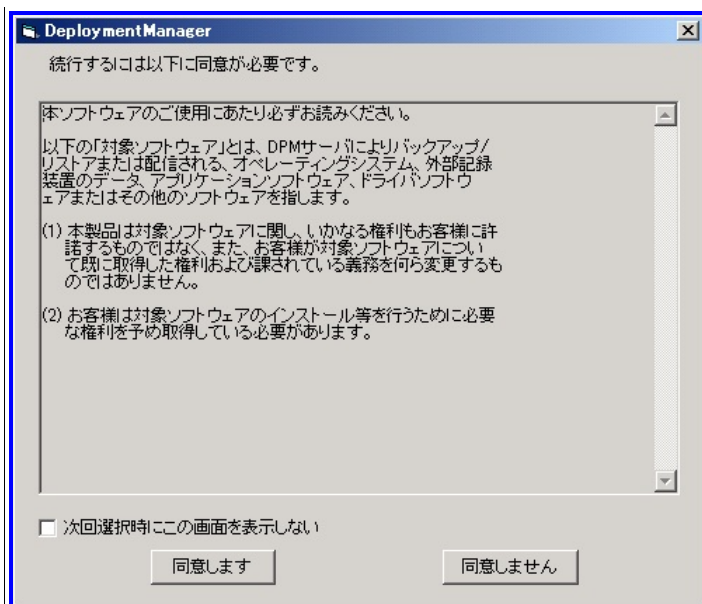 DeploymentManager
続行するには以下に同意が必要です。
本ソフトウェアのご使用にあたり必ずお読みください。
以下の「対象ソフトウェア」とは、DPMサーバによりバックアップ/
リストアまたは配信される、オペレーティングシステム、外部記録
装置のデータ、アプリケーションソフトウェア、ドライバソフトウ
ェアまたはその他のソフトウェアを指します。
(1) 本製品は対象ソフトウェアに関し、いかなる権利もお客様に許
諾するものではなく、また、お客様が対象ソフトウェアについ
て既に取得した権利および課されている義務を何ら変更するも
のではありません。
(2) お客様は対象ソフトウェアのインストール等を行うために必要
な権利を予め取得している必要があります。
次回選択時にこの画面を表示しない
同意します
同意しません